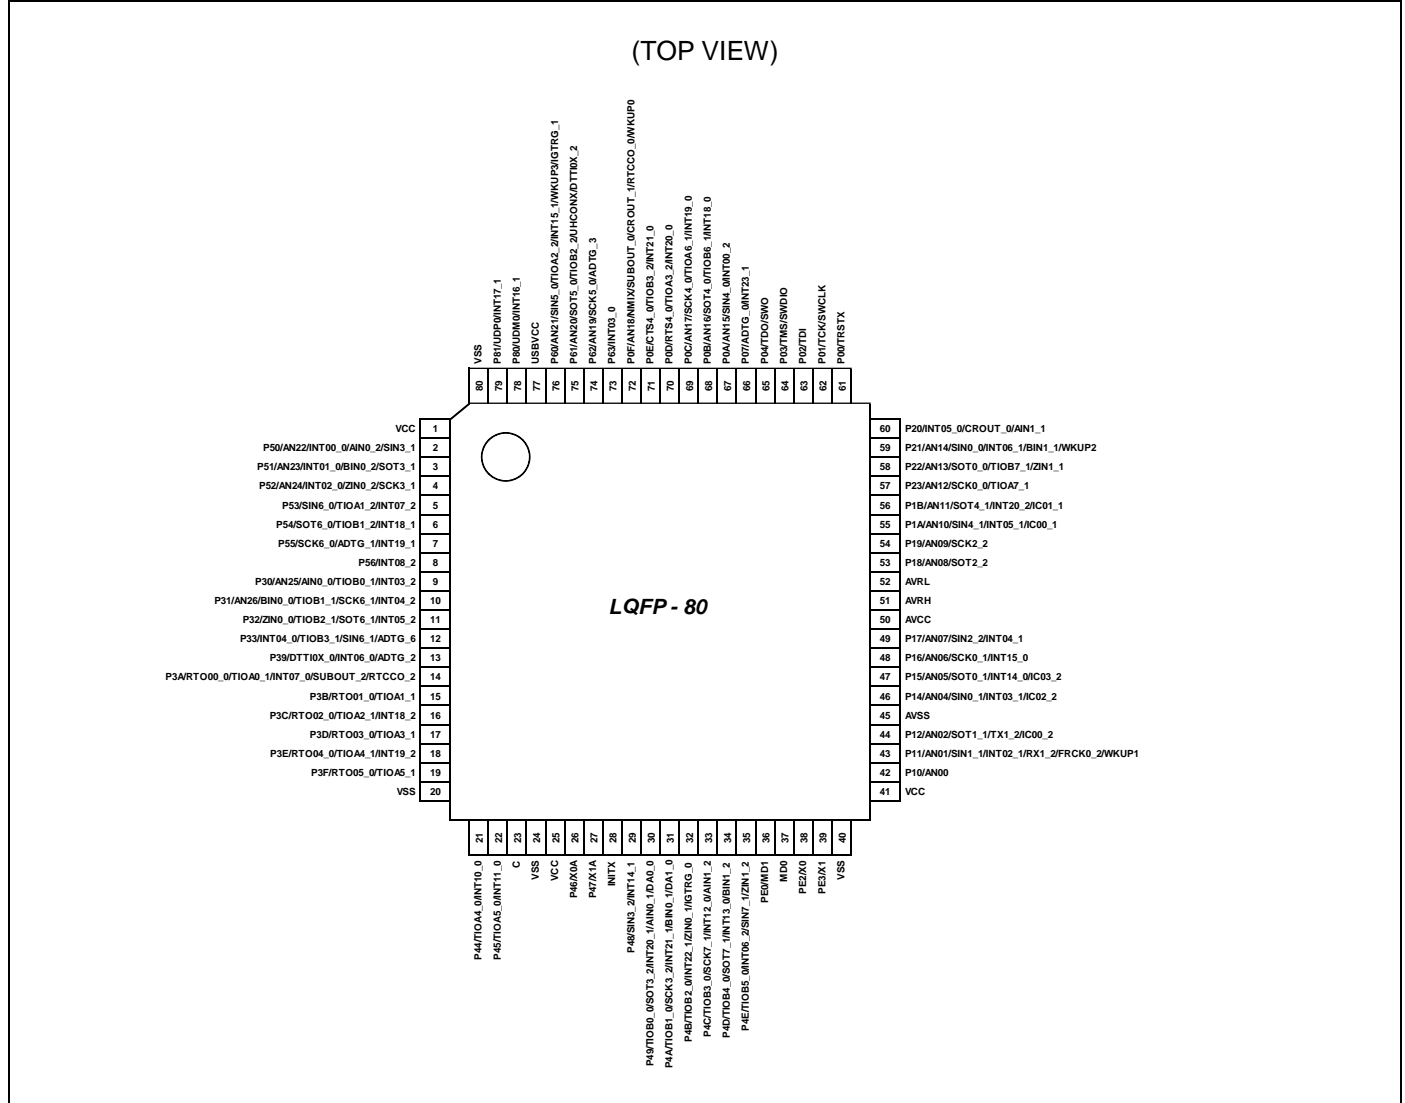 (TOP VIEW)
VSS
P81/UDP0/INT17_1
P80/UDM0/INT16_1
USBVCC
P60/AN21/SIN5_0/TIOA2_2/INT15_1/WKUP3/IGTRG_1
P61/AN20/SOT5_0/TIOB2_2/UHCONX/DTTI0X_2
P62/AN19/SCK5_0/ADTG_3
P63/INT03_0
P0F/AN18/NMIX/SUBOUT_0/CROUT_1/RTCCO_0/WKUP0
P0E/CTS4_0/TIOB3_2/INT21_0
P0D/RTS4_0/TIOA3_2/INT20_0
P0C/AN17/SCK4_0/TIOA6_1/INT19_0
P0B/AN16/SOT4_0/TIOB6_1/INT18_0
P0A/AN15/SIN4_0/INT00_2
P07/ADTG_0/INT23_1
P04/TDO/SWO
P03/TMS/SWDIO
P02/TDI
P01/TCK/SWCLK
P00/TRSTX
80 79 78 77 76 75 74 73 72 71 70 69 68 67 66 65 64 63 62 61
VCC 1
P50/AN22/INT00_0/AIN0_2/SIN3_1 2
P51/AN23/INT01_0/BIN0_2/SOT3_1 3
P52/AN24/INT02_0/ZIN0_2/SCK3_1 4
P53/SIN6_0/TIOA1_2/INT07_2 5
P54/SOT6_0/TIOB1_2/INT18_1 6
P55/SCK6_0/ADTG_1/INT19_1 7
P56/INT08_2 8
P30/AN25/AIN0_0/TIOB0_1/INT03_2 9
P31/AN26/BIN0_0/TIOB1_1/SCK6_1/INT04_2 10
P32/ZIN0_0/TIOB2_1/SOT6_1/INT05_2 11
P33/INT04_0/TIOB3_1/SIN6_1/ADTG_6 12
P39/DTTI0X_0/INT06_0/ADTG_2 13
P3A/RTO00_0/TIOA0_1/INT07_0/SUBOUT_2/RTCCO_2 14
P3B/RTO01_0/TIOA1_1 15
P3C/RTO02_0/TIOA2_1/INT18_2 16
P3D/RTO03_0/TIOA3_1 17
P3E/RTO04_0/TIOA4_1/INT19_2 18
P3F/RTO05_0/TIOA5_1 19
VSS 20
LQFP - 80
60 P20/INT05_0/CROUT_0/AIN1_1
59 P21/AN14/SIN0_0/INT06_1/BIN1_1/WKUP2
58 P22/AN13/SOT0_0/TIOB7_1/ZIN1_1
57 P23/AN12/SCK0_0/TIOA7_1
56 P1B/AN11/SOT4_1/INT20_2/IC01_1
55 P1A/AN10/SIN4_1/INT05_1/IC00_1
54 P19/AN09/SCK2_2
53 P18/AN08/SOT2_2
52 AVRL
51 AVRH
50 AVCC
49 P17/AN07/SIN2_2/INT04_1
48 P16/AN06/SCK0_1/INT15_0
47 P15/AN05/SOT0_1/INT14_0/IC03_2
46 P14/AN04/SIN0_1/INT03_1/IC02_2
45 AVSS
44 P12/AN02/SOT1_1/TX1_2/IC00_2
43 P11/AN01/SIN1_1/INT02_1/RX1_2/FRCK0_2/WKUP1
42 P10/AN00
41 VCC
21 22 23 24 25 26 27 28 29 30 31 32 33 34 35 36 37 38 39 40
P44/TIOA4_0/INT10_0
P45/TIOA5_0/INT11_0
C
VSS
VCC
P46/X0A
P47/X1A
INITX
P48/SIN3_2/INT14_1
P49/TIOB0_0/SOT3_2/INT20_1/AIN0_1/DA0_0
P4A/TIOB1_0/SCK3_2/INT21_1/BIN0_1/DA1_0
P4B/TIOB2_0/INT22_1/ZIN0_1/IGTRG_0
P4C/TIOB3_0/SCK7_1/INT12_0/AIN1_2
P4D/TIOB4_0/SOT7_1/INT13_0/BIN1_2
P4E/TIOB5_0/INT06_2/SIN7_1/ZIN1_2
PE0/MD1
MD0
PE2/X0
PE3/X1
VSS